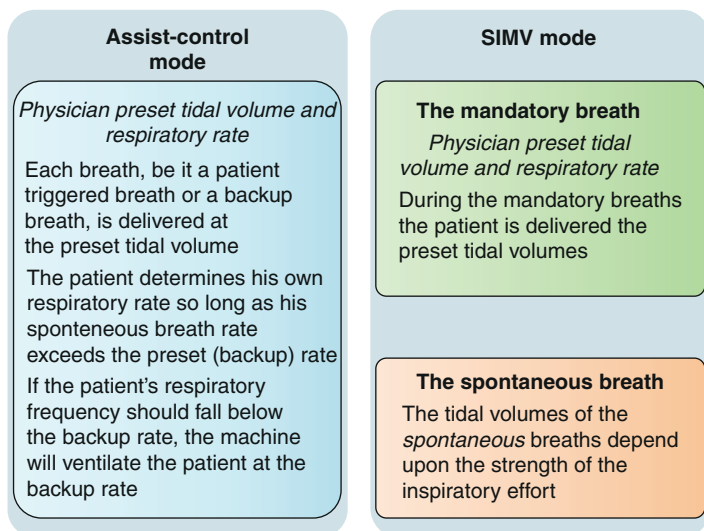 Assist-control
mode
Physician preset tidal volume and
respiratory rate
Each breath, be it a patient
triggered breath or a backup
breath, is delivered at
the preset tidal volume
The patient determines his own
respiratory rate so long as his
sponteneous breath rate
exceeds the preset (backup) rate
If the patient's respiratory
frequency should fall below
the backup rate, the machine
will ventilate the patient at the
backup rate
SIMV mode
The mandatory breath
Physician preset tidal
volume and respiratory rate
During the mandatory breaths
the patient is delivered the
preset tidal volumes
The spontaneous breath
The tidal volumes of the
spontaneous breaths depend
upon the strength of the
inspiratory effort